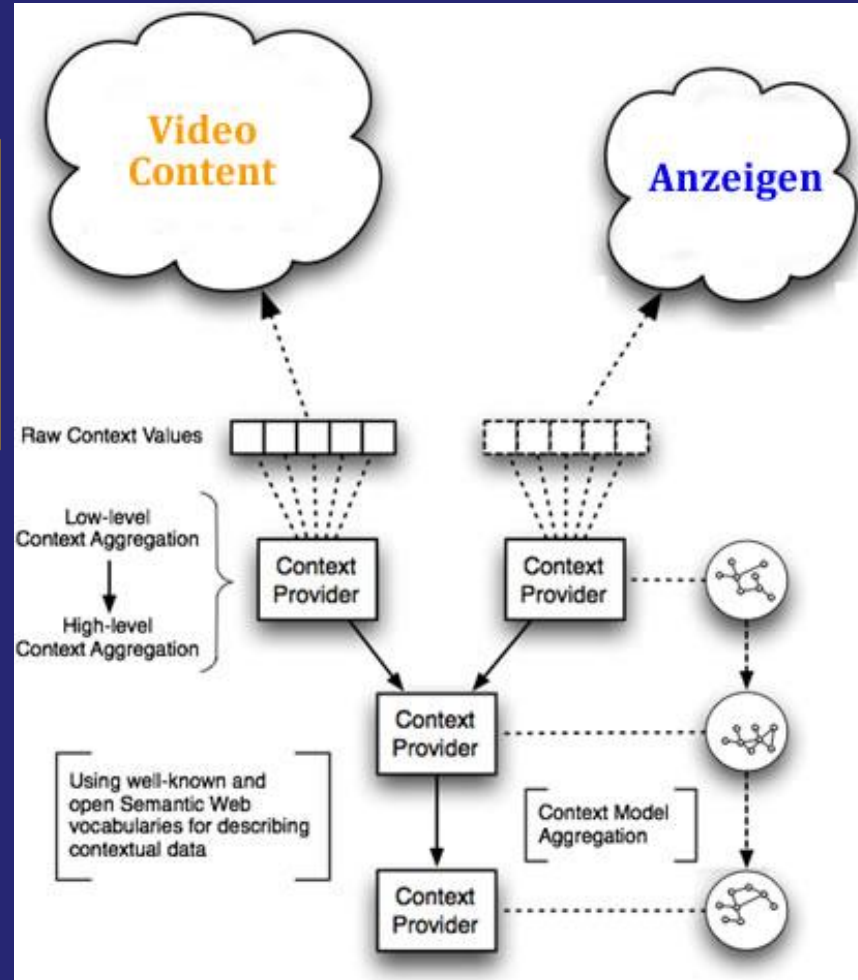 Video
Content
Anzeigen
Raw Context Values
Low-level
Context Aggregation
High-level
Context Aggregation
Context
Provider
Context
Provider
Context
Provider
Using well-known and
open Semantic Web
vocabularies for describing
contextual data
Context Model
Aggregation
Context
Provider